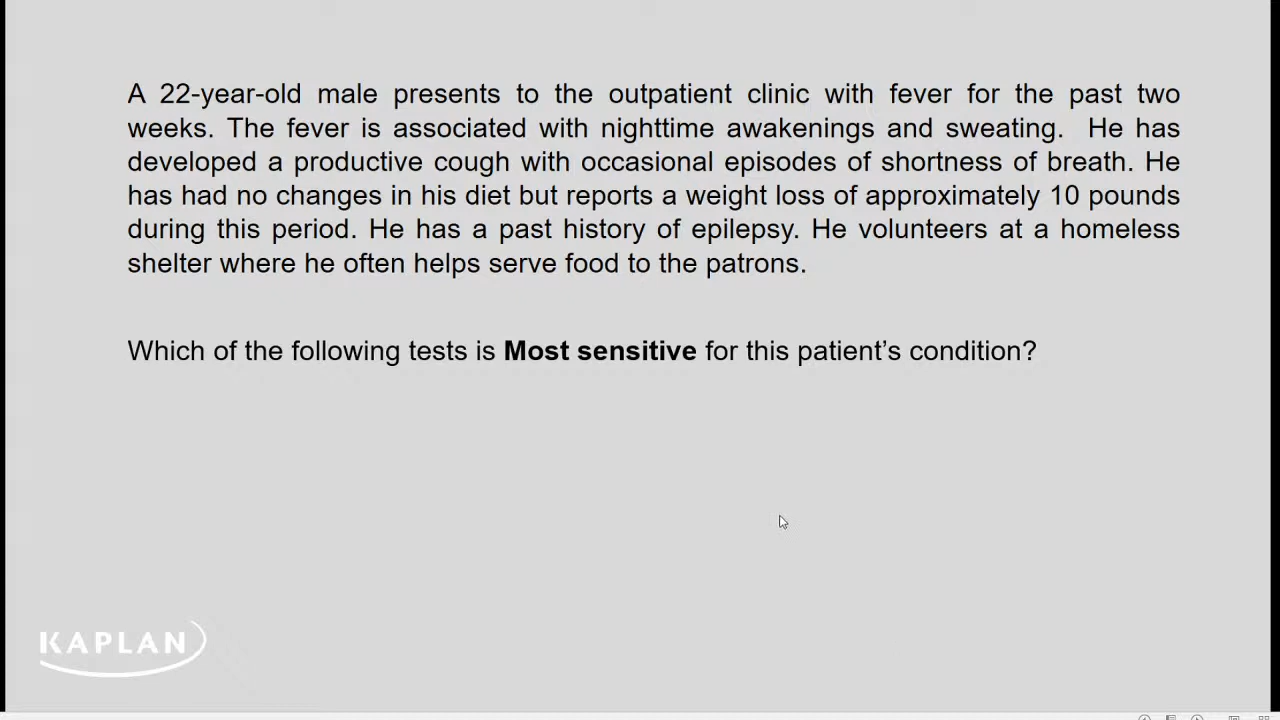 A 22-year-old male presents to the outpatient clinic with fever for the past two
weeks. The fever is associated with nighttime awakenings and sweating. He has
developed a productive cough with occasional episodes of shortness of breath. He
has had no changes in his diet but reports a weight loss of approximately 10 pounds
during this period. He has a past history of epilepsy. He volunteers at a homeless
shelter where he often helps serve food to the patrons.
Which of the following tests is Most sensitive for this patient's condition?
KAPLAN